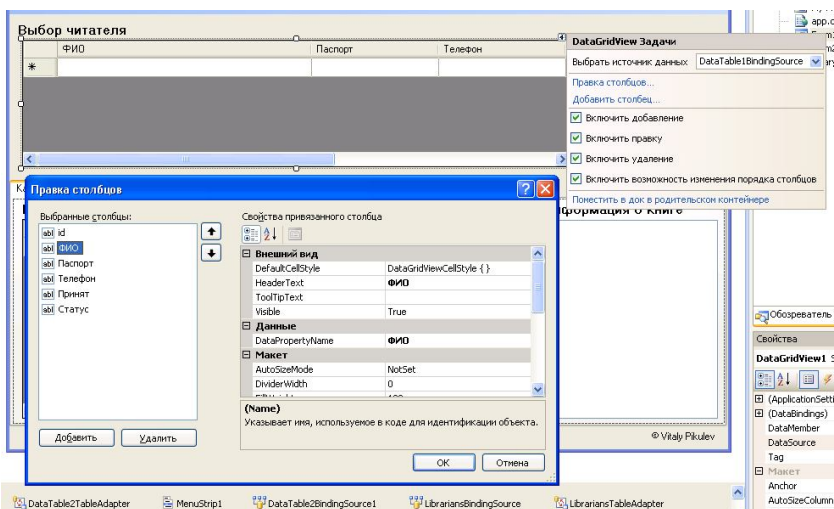 app.c
Выбор читателя
ФИО Паспорт Телефон
*
DataGridView Задачи
Выбрать источник данных DataTable1BindingSource
Правка столбцов...
Добавить столбец...
Включить добавление
Включить правку
Включить удаление
Включить возможность изменения порядка столбцов
Поместить в док в родительском контейнере
формация о книге
Правка столбцов
Выбранные столбцы:
id
ФИО
Паспорт
Телефон
Принят
Статус
Добавить Удалить
Свойства привязанного столбца
Внешний вид
DefaultCellStyle DataGridViewCellStyle { }
HeaderText ФИО
ToolTipText
Visible True
Данные
DataPropertyName ФИО
Макет
AutoSizeMode NotSet
DividerWidth 0
(Name)
Указывает имя, используемое в коде для идентификации объекта.
OK Отмена
© Vitaly Pikulev
Обозреватель
Свойства
DataGridView1
(ApplicationSetti
(DataBindings)
DataMember
DataSource
Tag
Макет
Anchor
AutoSizeColumn
DataTable2TableAdapter MenuStrip1 DataTable2BindingSource1 LibrariansBindingSource LibrariansTableAdapter